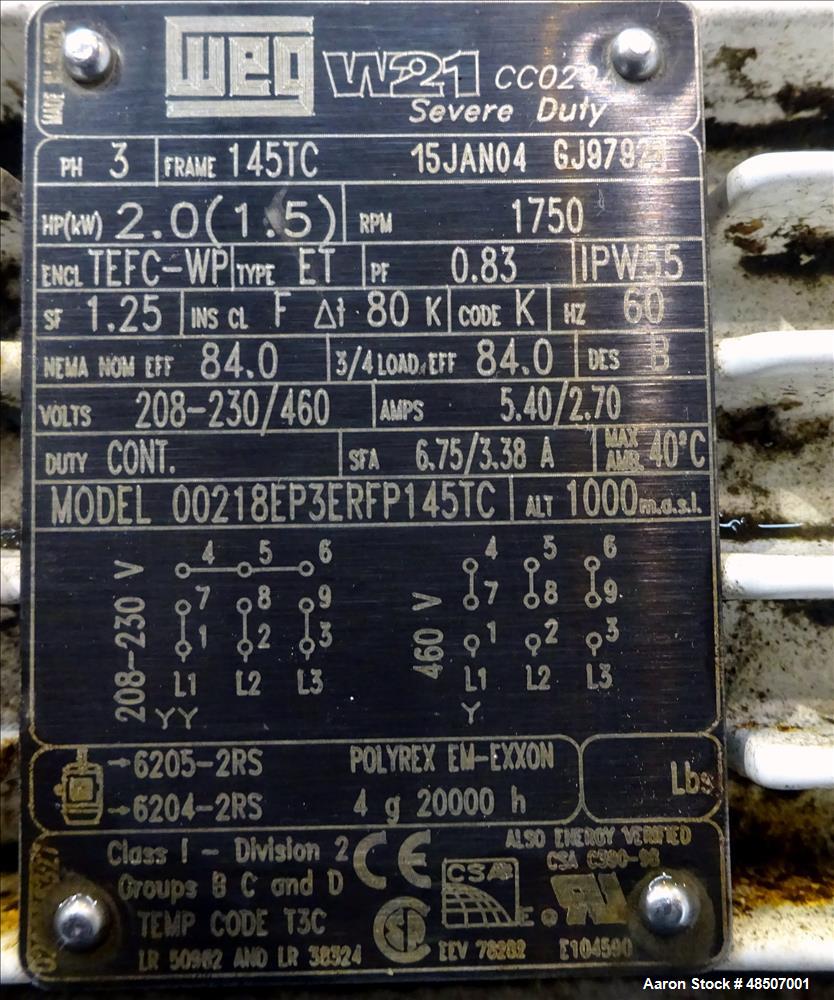 weg W21
Severe Duty
PH 3 FRAME 145TC 15JAN04
HP(kW) 2.0(1.5) RPM 1750
ENCL TEFC-WP TYPE ET PF 0.83 IPW55
SF 1.25 INS CL F Δt 80 K CODE K HZ 60
NEMA NOM EFF 84.0 3/4 LOAD.EFF 84.0 DES B
VOLTS 208-230/460 AMPS 5.40/2.70
DUTY CONT. SFA 6.75/3.38 A MAX AMB. 40°C
MODEL 00218EP3ERFP145TC ALT 1000m.a.s.l.
208-230 V
4 5 6
7 8 9
1 2 3
L1 L2 L3
YY
460 V
4 5 6
7 8 9
1 2 3
L1 L2 L3
Y
→6205-2RS POLYREX EM-EXXON
→6204-2RS 4 g 20000 h
Lbs
Class I - Division 2
Groups B C and D
TEMP CODE T3C
LR 50962 AND LR 38324
CE
ALSO ENERGY VERIFIED
CSA C390-98
CSA
EEV 78282
E104590
Aaron Stock # 48507001